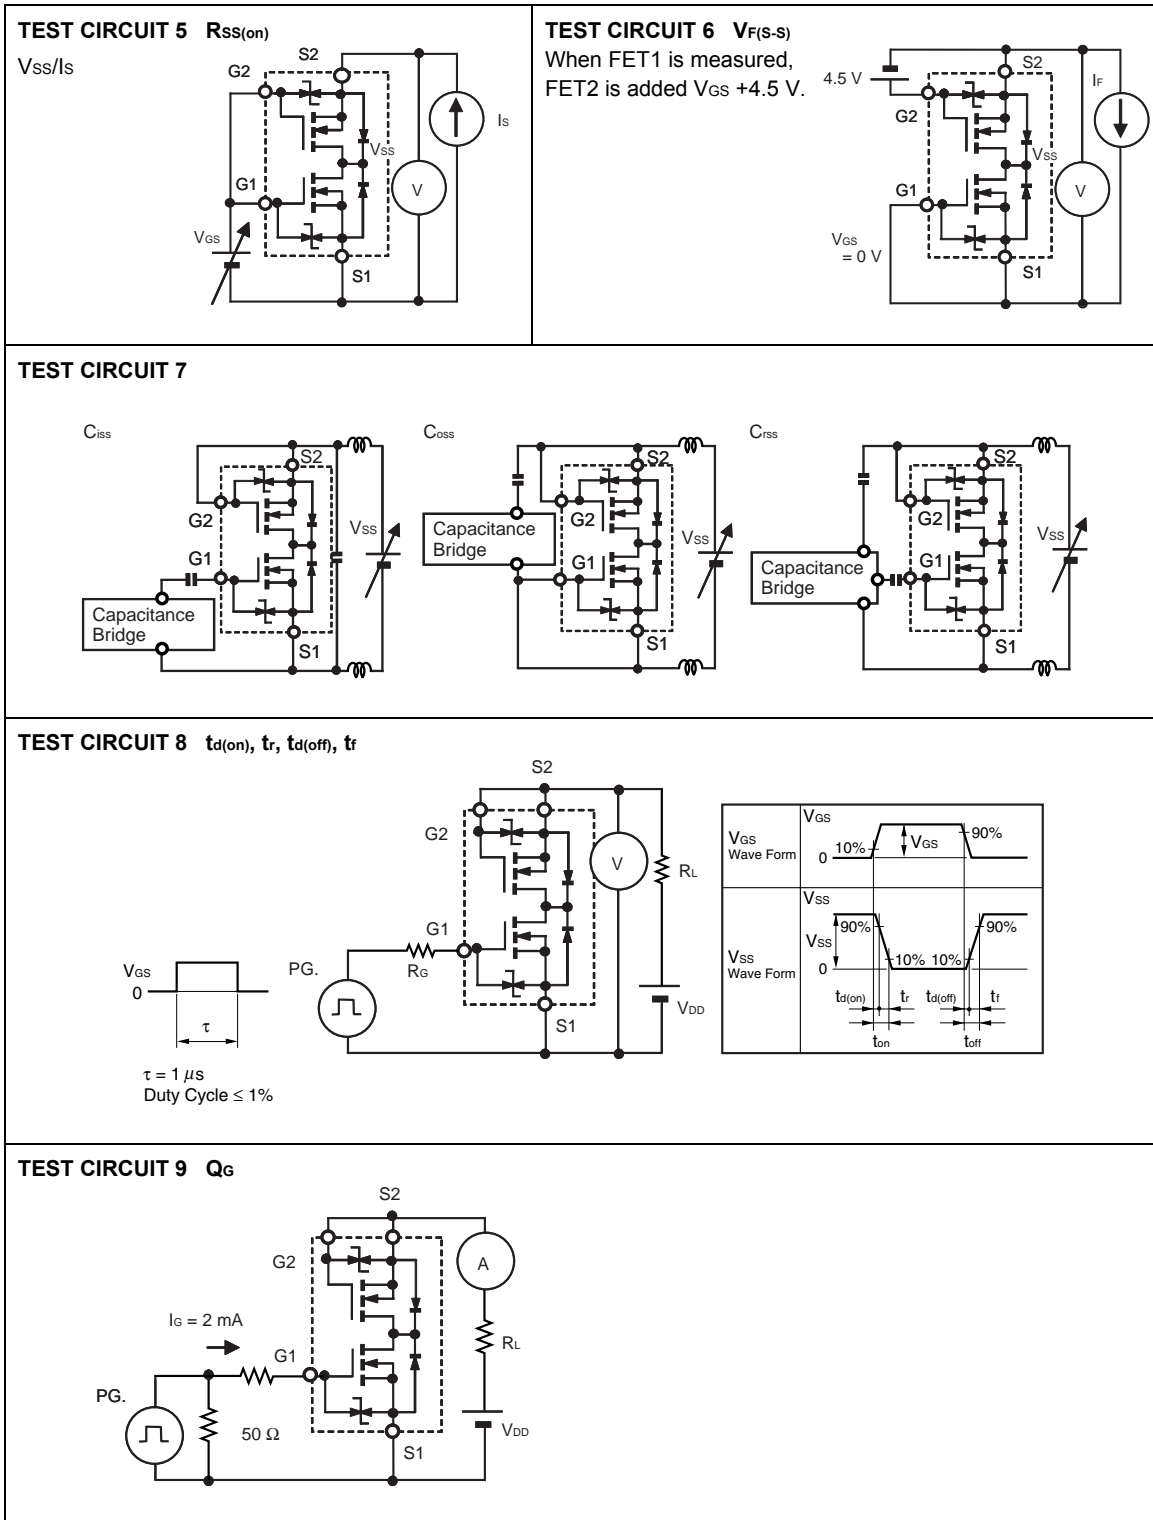 TEST CIRCUIT 5 RSS(on)
VSS/IS
S2
G2
IS
VSS
G1
V
VGS
S1
TEST CIRCUIT 6 VF(S-S)
When FET1 is measured,
FET2 is added VGS +4.5 V.
4.5 V
S2
IF
G2
VSS
G1
V
VGS
= 0 V
S1
TEST CIRCUIT 7
Ciss
S2
G2
VSS
G1
Capacitance
Bridge
S1
Coss
S2
G2
Capacitance
Bridge
VSS
G1
S1
Crss
S2
G2
VSS
G1
Capacitance
Bridge
S1
TEST CIRCUIT 8 td(on), tr, td(off), tf
S2
G2
V
RL
G1
RG
PG.
VGS
0
τ
VDD
S1
τ = 1 μs
Duty Cycle ≤ 1%
VGS
Wave Form
VGS
10%
VGS
90%
0
VSS
Wave Form
VSS
90%
90%
VSS
10%
10%
0
td(on)
tr
td(off)
tf
ton
toff
TEST CIRCUIT 9 QG
S2
G2
A
IG = 2 mA
RL
G1
PG.
50 Ω
VDD
S1